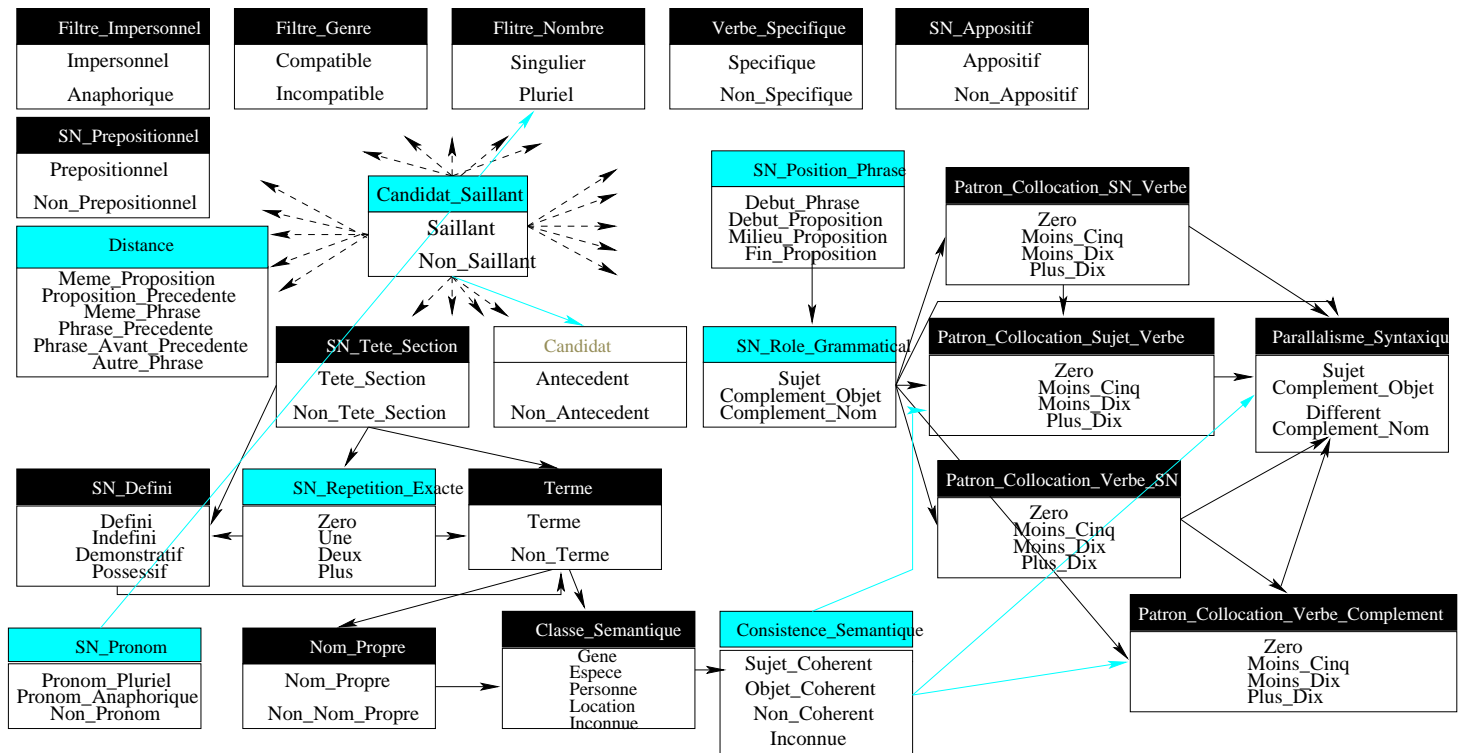 Filtre_Impersonnel
Impersonnel
Anaphorique
Filtre_Genre
Compatible
Incompatible
Flitre_Nombre
Singulier
Pluriel
Verbe_Specifique
Specifique
Non_Specifique
SN_Appositif
Appositif
Non_Appositif
SN_Prepositionnel
Prepositionnel
Non_Prepositionnel
Candidat_Saillant
Saillant
Non_Saillant
SN_Position_Phrase
Debut_Phrase
Debut_Proposition
Milieu_Proposition
Fin_Proposition
Patron_Collocation_SN_Verbe
Zero
Moins_Cinq
Moins_Dix
Plus_Dix
Distance
Meme_Proposition
Proposition_Precedente
Meme_Phrase
Phrase_Precedente
Phrase_Avant_Precedente
Autre_Phrase
SN_Tete_Section
Tete_Section
Non_Tete_Section
Candidat
Antecedent
Non_Antecedent
SN_Role_Grammatical
Sujet
Complement_Objet
Complement_Nom
Patron_Collocation_Sujet_Verbe
Zero
Moins_Cinq
Moins_Dix
Plus_Dix
Parallalisme_Syntaxiqu
Sujet
Complement_Objet
Different
Complement_Nom
SN_Defini
Defini
Indefini
Demonstratif
Possessif
SN_Repetition_Exacte
Zero
Une
Deux
Plus
Terme
Terme
Non_Terme
Patron_Collocation_Verbe_SN
Zero
Moins_Cinq
Moins_Dix
Plus_Dix
SN_Pronom
Pronom_Pluriel
Pronom_Anaphorique
Non_Pronom
Nom_Propre
Nom_Propre
Non_Nom_Propre
Classe_Semantique
Gene
Espece
Personne
Location
Inconnue
Consistence_Semantique
Sujet_Coherent
Objet_Coherent
Non_Coherent
Inconnue
Patron_Collocation_Verbe_Complement
Zero
Moins_Cinq
Moins_Dix
Plus_Dix